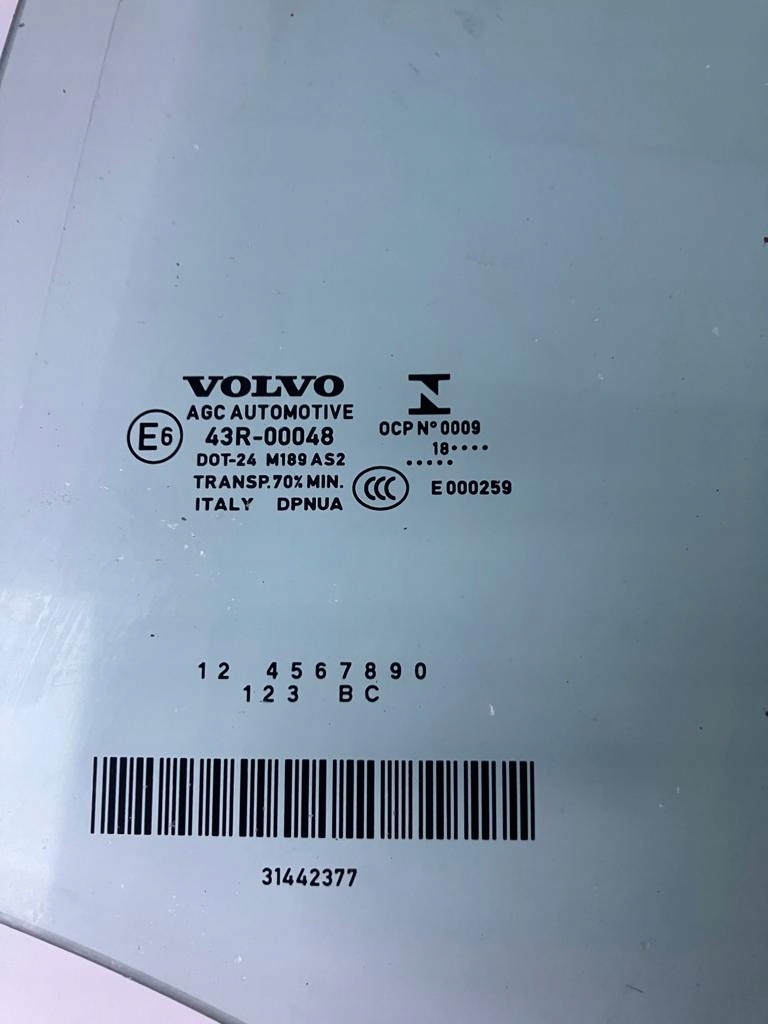 VOLVO
AGC AUTOMOTIVE
E6 43R-00048
DOT-24 M189 AS2
TRANSP. 70% MIN.
ITALY DPNUA
OCP N° 0009
18••••
•••••
CCC E 000259
12 4567890
123 BC
31442377